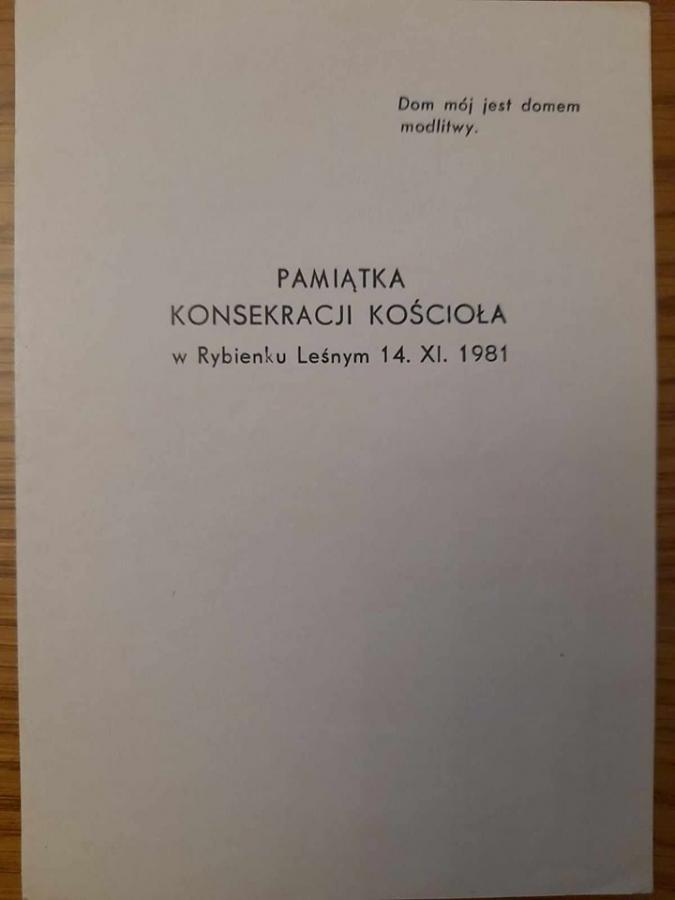 Dom mój jest domem
modlitwy.
PAMIĄTKA
KONSEKRACJI KOŚCIOŁA
w Rybienku Leśnym 14. XI. 1981